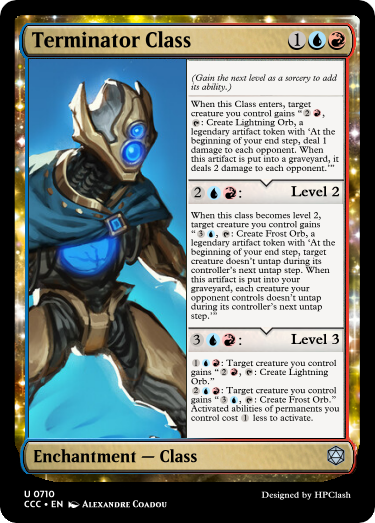 Terminator Class 1
(Gain the next level as a sorcery to add
its ability.)
When this Class enters, target
creature you control gains “2 R,
T: Create Lightning Orb, a
legendary artifact token with ‘At the
beginning of your end step, deal 1
damage to each opponent. When
this artifact is put into a graveyard, it
deals 2 damage to each opponent.’”
2 : Level 2
When this class becomes level 2,
target creature you control gains
“3 , : Create Frost Orb, a
legendary artifact token with ‘At the
beginning of your end step, target
creature doesn’t untap during its
controller’s next untap step. When
this artifact is put into your
graveyard, each creature your
opponent controls doesn’t untap
during its controller’s next untap
step.’”
3 : Level 3
1 : Target creature you control
gains “2 , : Create Lightning
Orb.”
2 : Target creature you control
gains “3 , : Create Frost Orb.”
Activated abilities of permanents you
control cost 1 less to activate.
Enchantment — Class
U 0710
CCC • EN Alexandre Coadou
Designed by HPClash